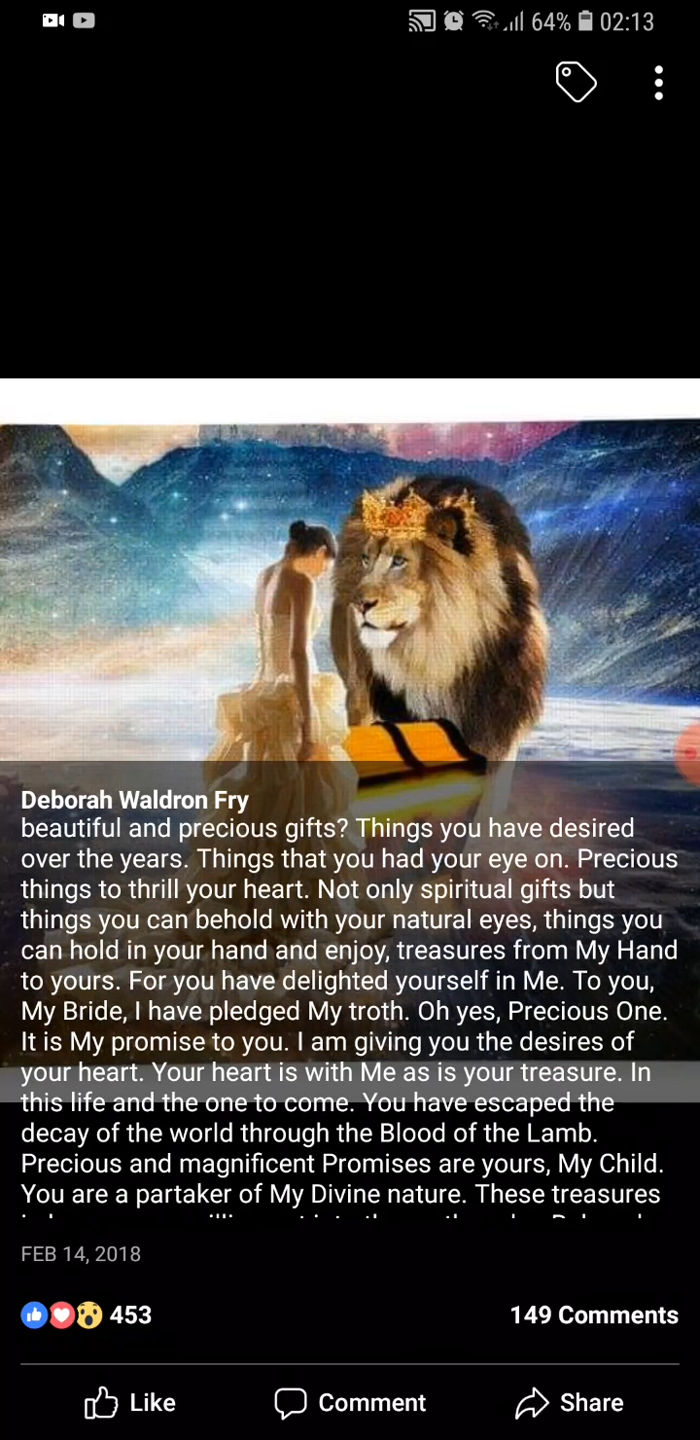 64% 02:13
Deborah Waldron Fry
beautiful and precious gifts? Things you have desired
over the years. Things that you had your eye on. Precious
things to thrill your heart. Not only spiritual gifts but
things you can behold with your natural eyes, things you
can hold in your hand and enjoy, treasures from My Hand
to yours. For you have delighted yourself in Me. To you,
My Bride, I have pledged My troth. Oh yes, Precious One.
It is My promise to you. I am giving you the desires of
your heart. Your heart is with Me as is your treasure. In
this life and the one to come. You have escaped the
decay of the world through the Blood of the Lamb.
Precious and magnificent Promises are yours, My Child.
You are a partaker of My Divine nature. These treasures
FEB 14, 2018
453 149 Comments
Like Comment Share